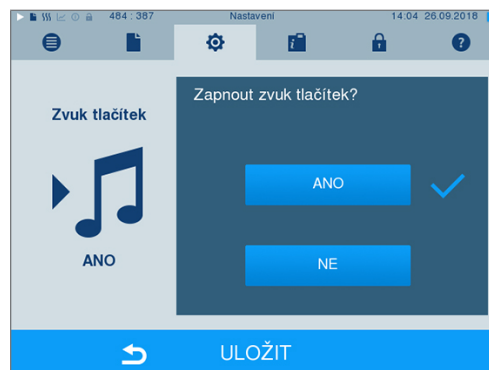 484 : 387 Nastavení 14:04 26.09.2018
Zvuk tlačítek
ANO
Zapnout zvuk tlačítek?
ANO
NE
ULOŽIT